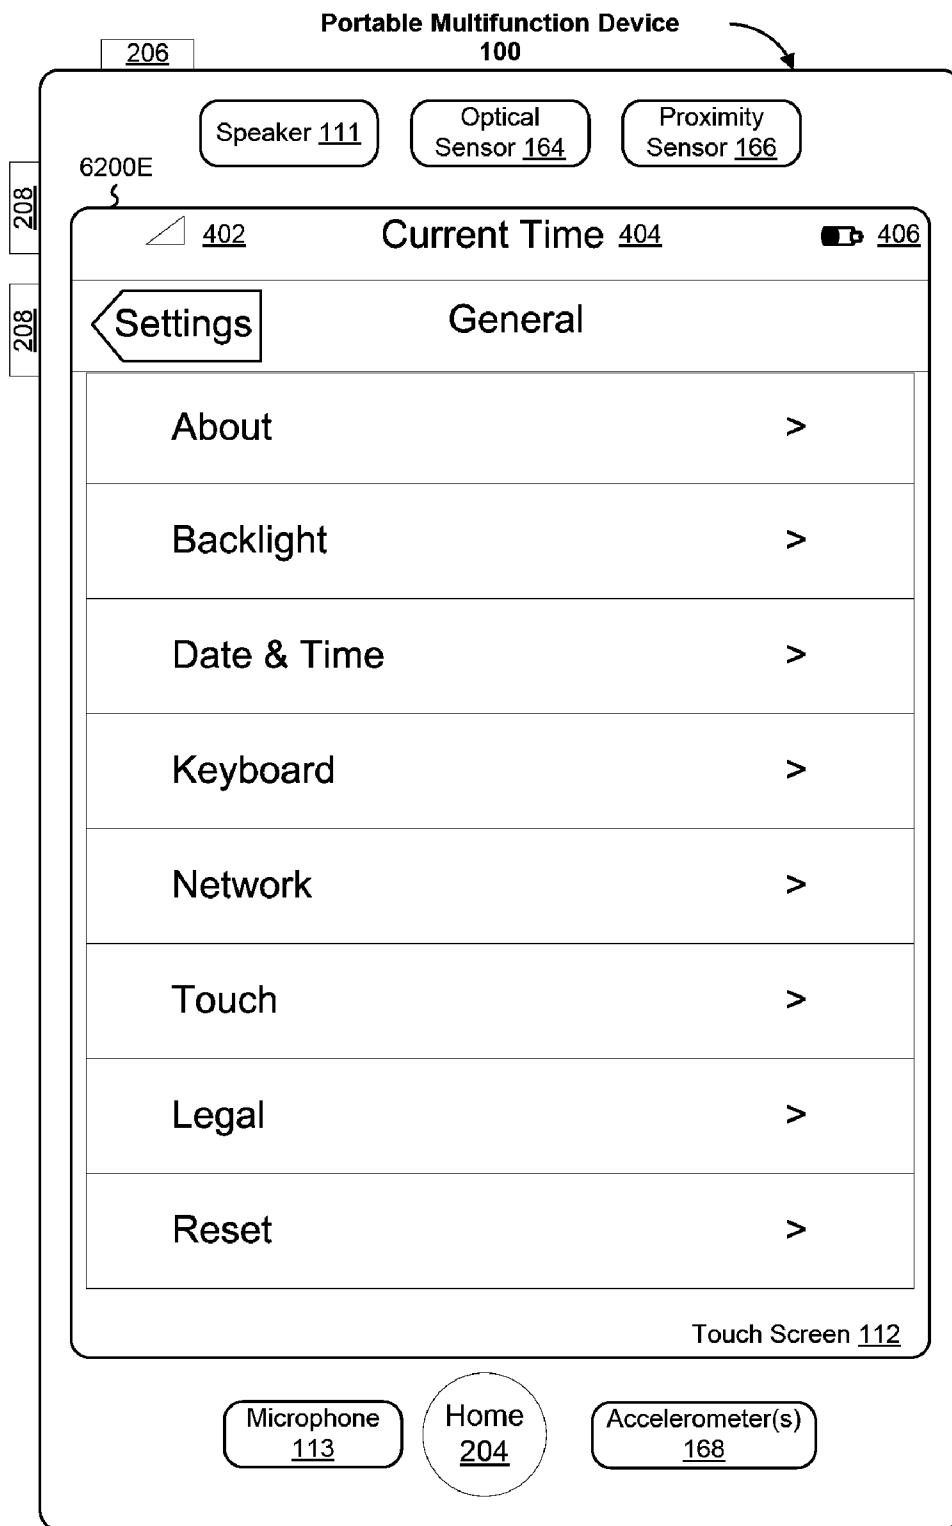 Portable Multifunction Device
100
206
Speaker 111
Optical
Sensor 164
Proximity
Sensor 166
6200E
208
208
402
Current Time 404
406
Settings
General
About >
Backlight >
Date & Time >
Keyboard >
Network >
Touch >
Legal >
Reset >
Touch Screen 112
Microphone
113
Home
204
Accelerometer(s)
168